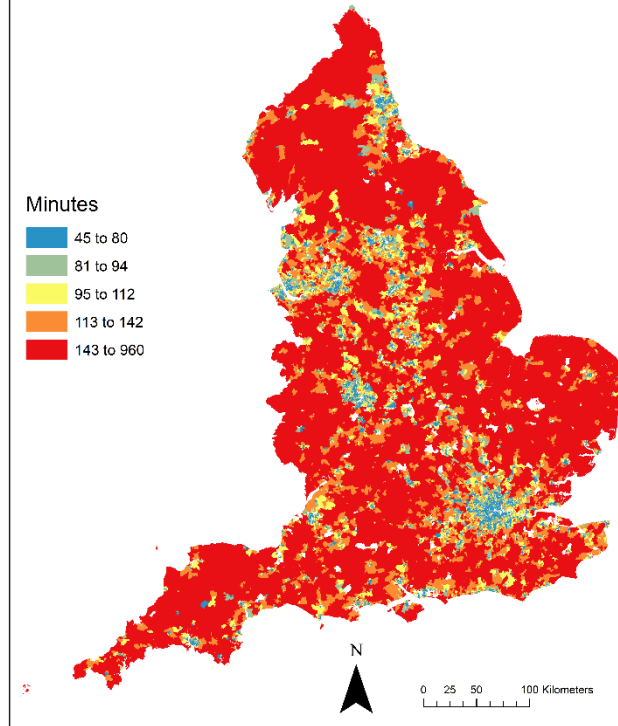 Minutes
45 to 80
81 to 94
95 to 112
113 to 142
143 to 960
N
0 25 50 100 Kilometers